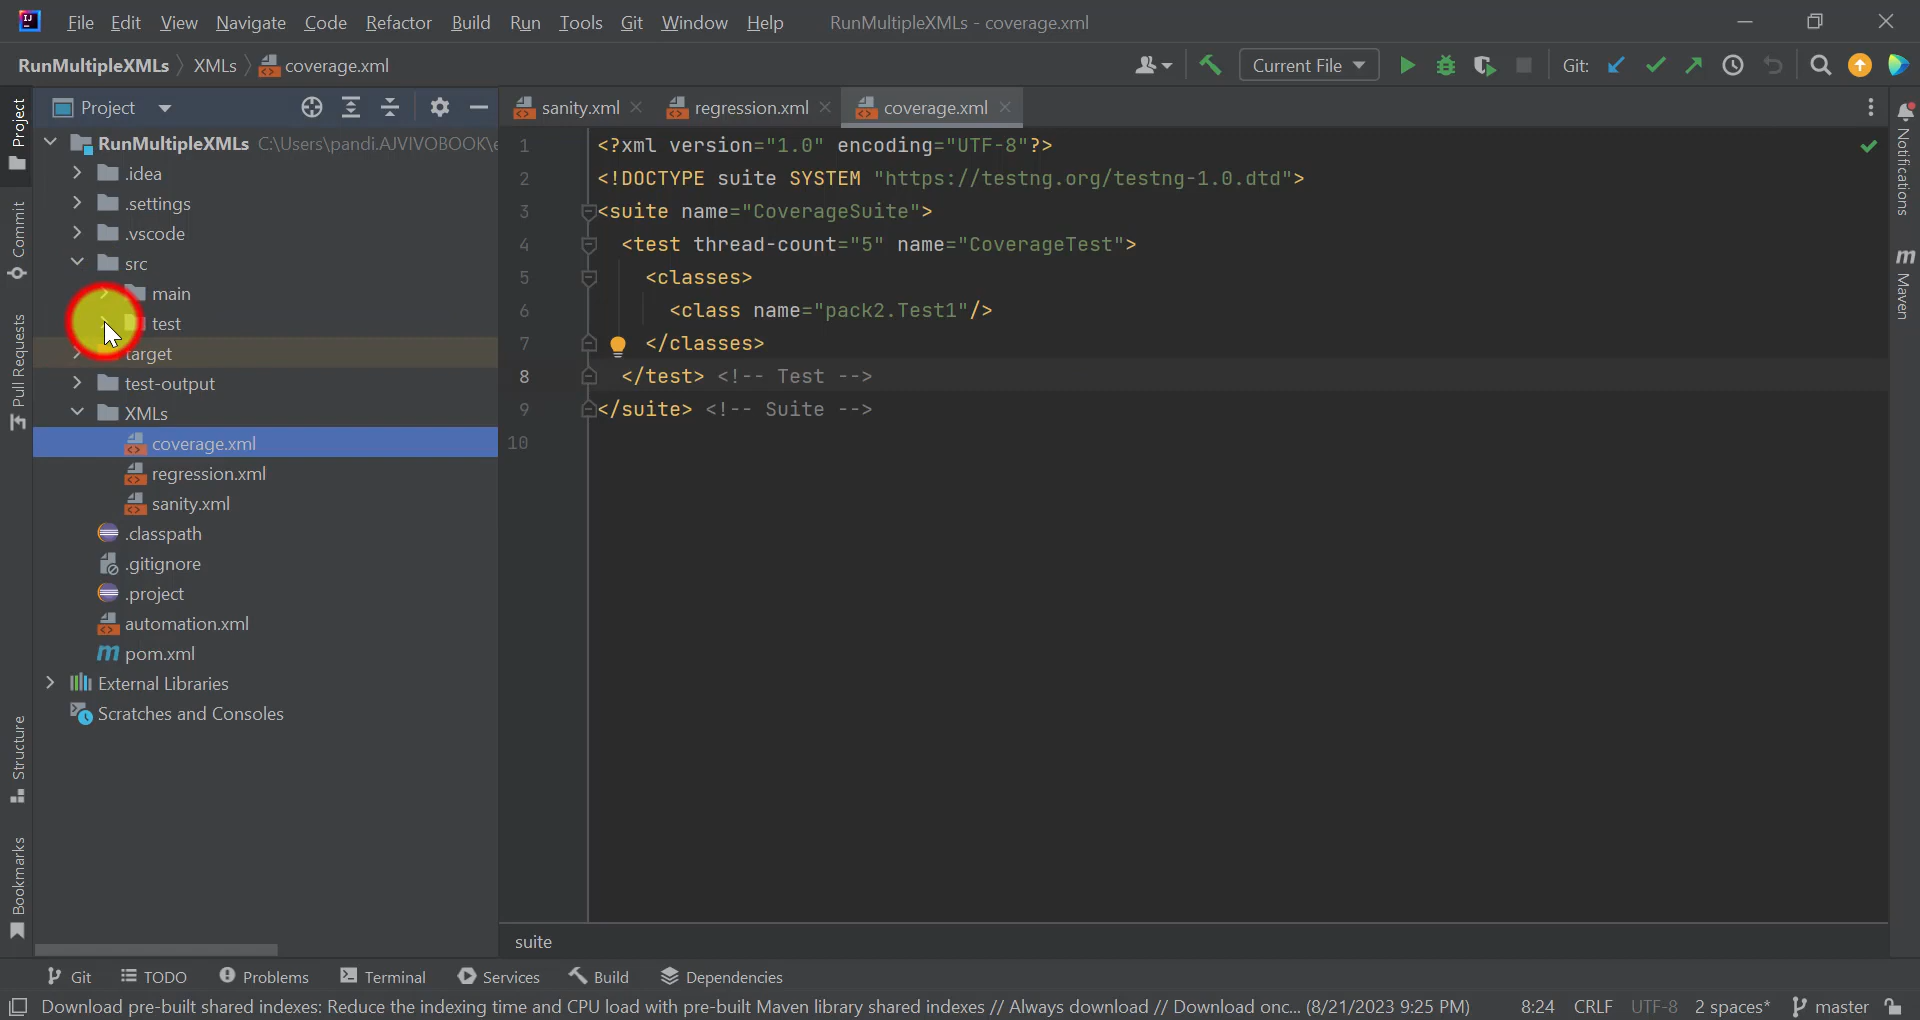 File Edit View Navigate Code Refactor Build Run Tools Git Window Help RunMultipleXMLs - coverage.xml
RunMultipleXMLs XMLs coverage.xml
Current File
Git:
Project
sanity.xml
regression.xml
coverage.xml
RunMultipleXMLs C:\Users\pandi.AJVIVOBOOK\
.idea
.settings
.vscode
src
main
test
target
test-output
XMLs
coverage.xml
regression.xml
sanity.xml
.classpath
.gitignore
.project
automation.xml
m pom.xml
External Libraries
Scratches and Consoles
1 <?xml version="1.0" encoding="UTF-8"?>
2 <!DOCTYPE suite SYSTEM "https://testng.org/testng-1.0.dtd">
3 <suite name="CoverageSuite">
4 <test thread-count="5" name="CoverageTest">
5 <classes>
6 <class name="pack2.Test1"/>
7 </classes>
8 </test> <!-- Test -->
9 </suite> <!-- Suite -->
10
suite
Project
Commit
Pull Requests
Structure
Bookmarks
Notifications
m Maven
Git TODO Problems Terminal Services Build Dependencies
Download pre-built shared indexes: Reduce the indexing time and CPU load with pre-built Maven library shared indexes // Always download // Download onc... (8/21/2023 9:25 PM) 8:24 CRLF UTF-8 2 spaces* master